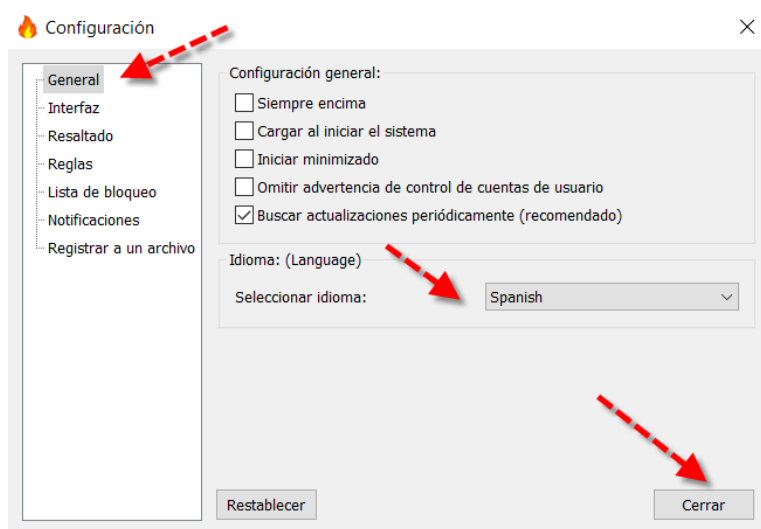 Configuración
General
Interfaz
Resaltado
Reglas
Lista de bloqueo
Notificaciones
Registrar a un archivo
Configuración general:
Siempre encima
Cargar al iniciar el sistema
Iniciar minimizado
Omitir advertencia de control de cuentas de usuario
Buscar actualizaciones periódicamente (recomendado)
Idioma: (Language)
Seleccionar idioma: Spanish
Restablecer Cerrar